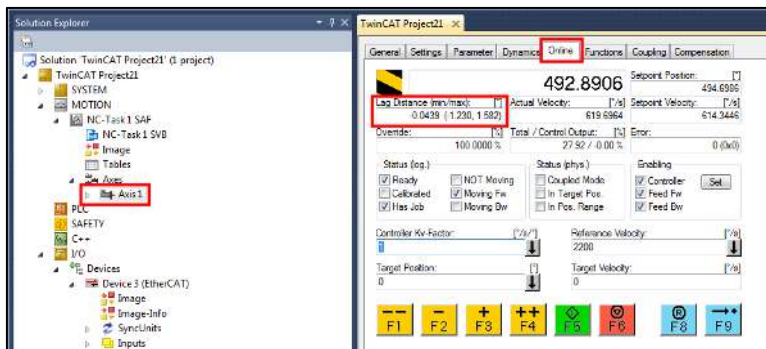 Solution Explorer
Solution 'TwinCAT Project21' (1 project)
TwinCAT Project21
SYSTEM
MOTION
NC-Task 1 SAF
NC-Task 1 SVB
Image
Tables
Axes
Axis 1
PLC
SAFETY
C++
I/O
Devices
Device 3 (EtherCAT)
Image
Image-Info
SyncUnits
Inputs
TwinCAT Project21
General Settings Parameter Dynamics Online Functions Coupling Compensation
492.8906
Setpoint Position: [°]
494.6986
Lag Distance (min/max): [°] Actual Velocity: [°/s] Setpoint Velocity: [°/s]
-0.0439 (-1.230, 1.582) 619.6964 614.3446
Override: [%] Total / Control Output: [%] Error:
100.0000 % 27.92 / -0.00 % 0 (0x0)
Status (log.) Status (phys.) Enabling
Ready NOT Moving Coupled Mode Controller Set
Calibrated Moving Fw In Target Pos. Feed Fw
Has Job Moving Bw In Pos. Range Feed Bw
Controller Kv-Factor: [°/s/°] Reference Velocity: [°/s]
1 2200
Target Position: [°] Target Velocity: [°/s]
0 0
-- - + ++ R
F1 F2 F3 F4 F5 F6 F8 F9